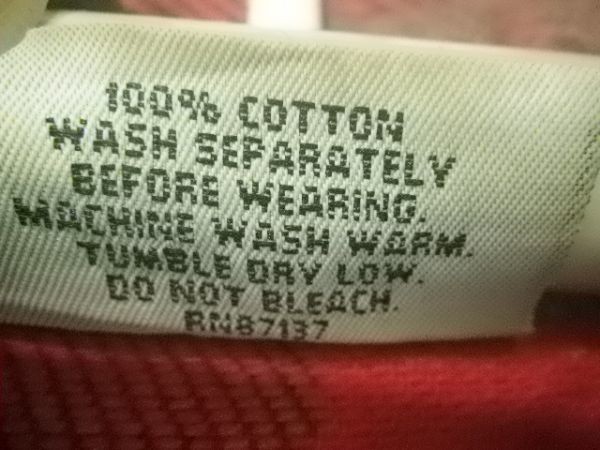 100% COTTON
WASH SEPARATELY
BEFORE WEARING.
MACHINE WASH WARM.
TUMBLE DRY LOW.
DO NOT BLEACH.
RN87137